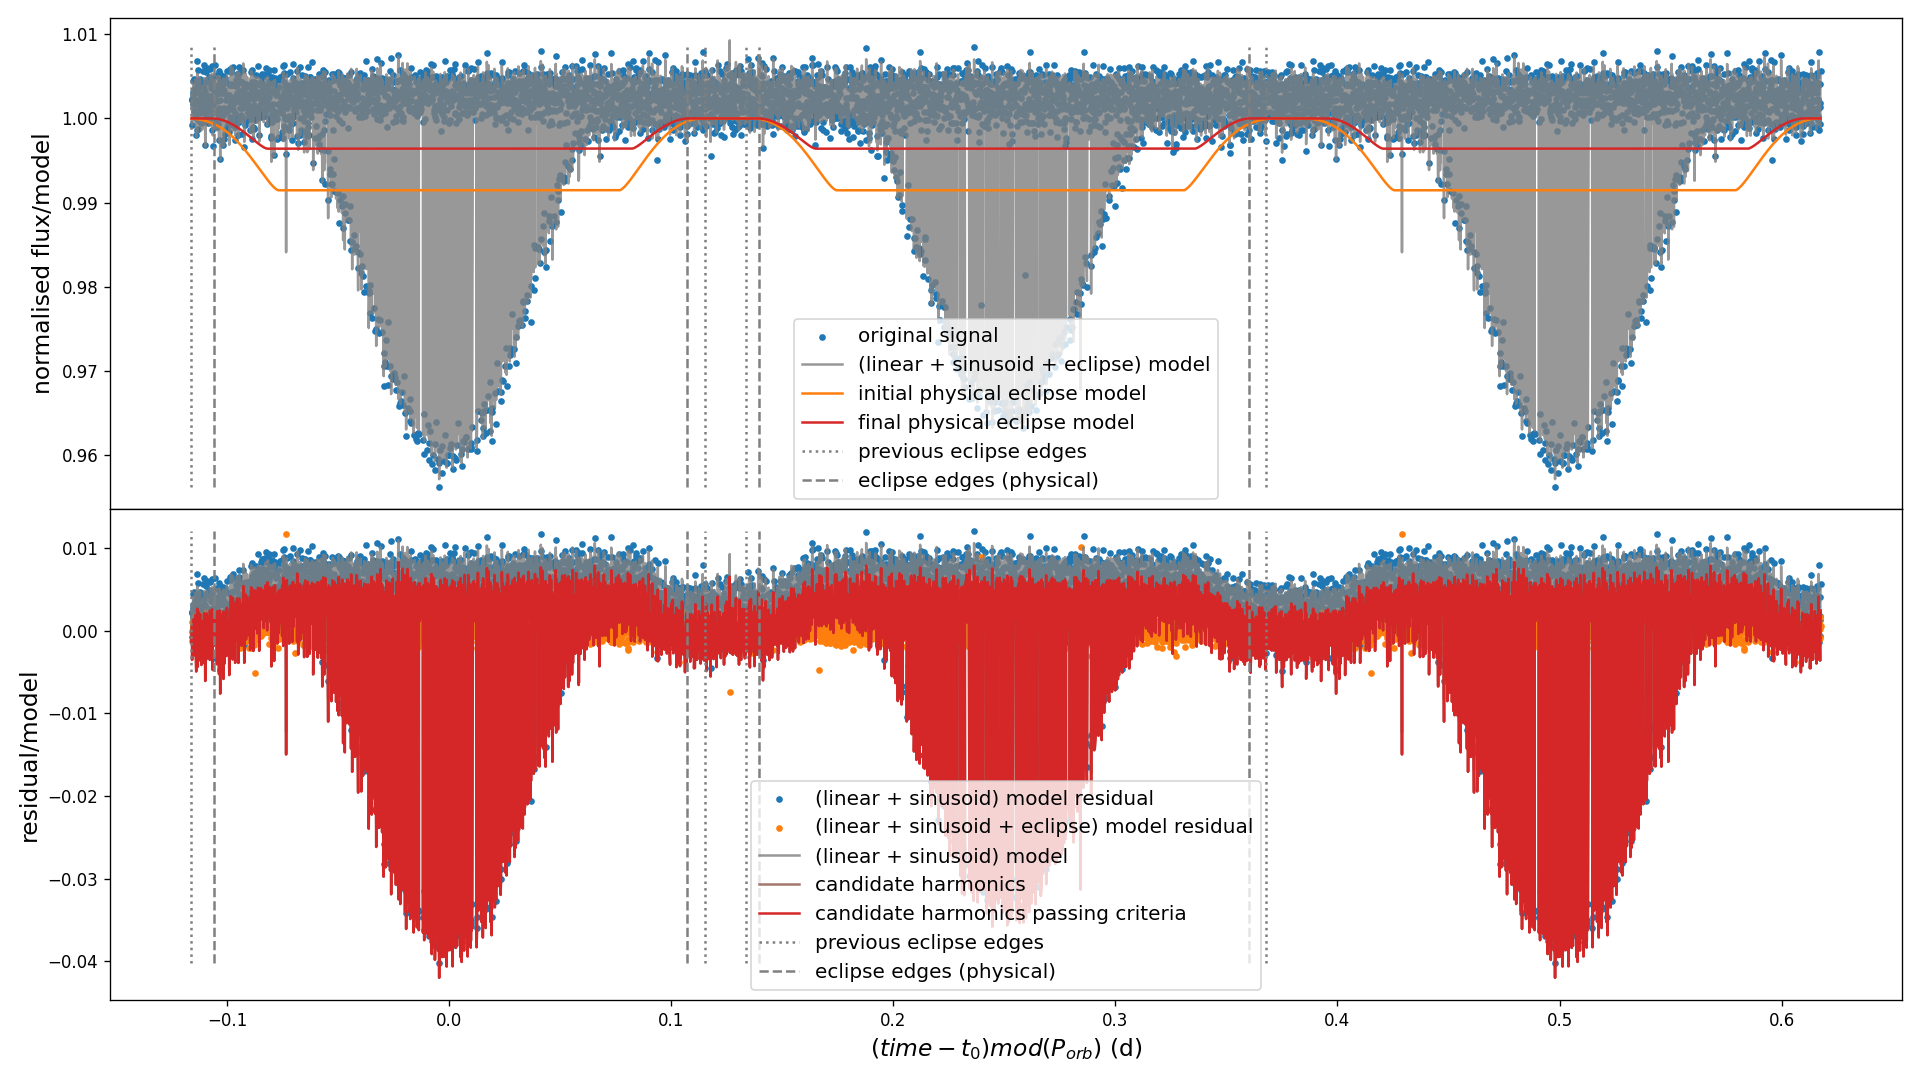 1.01
1.00
0.99
0.98
0.97
0.96
normalised flux/model
original signal
(linear + sinusoid + eclipse) model
initial physical eclipse model
final physical eclipse model
previous eclipse edges
eclipse edges (physical)
0.01
0.00
−0.01
−0.02
−0.03
−0.04
residual/model
(linear + sinusoid) model residual
(linear + sinusoid + eclipse) model residual
(linear + sinusoid) model
candidate harmonics
candidate harmonics passing criteria
previous eclipse edges
eclipse edges (physical)
−0.1 0.0 0.1 0.2 0.3 0.4 0.5 0.6
(time − t₀)mod(P_orb) (d)